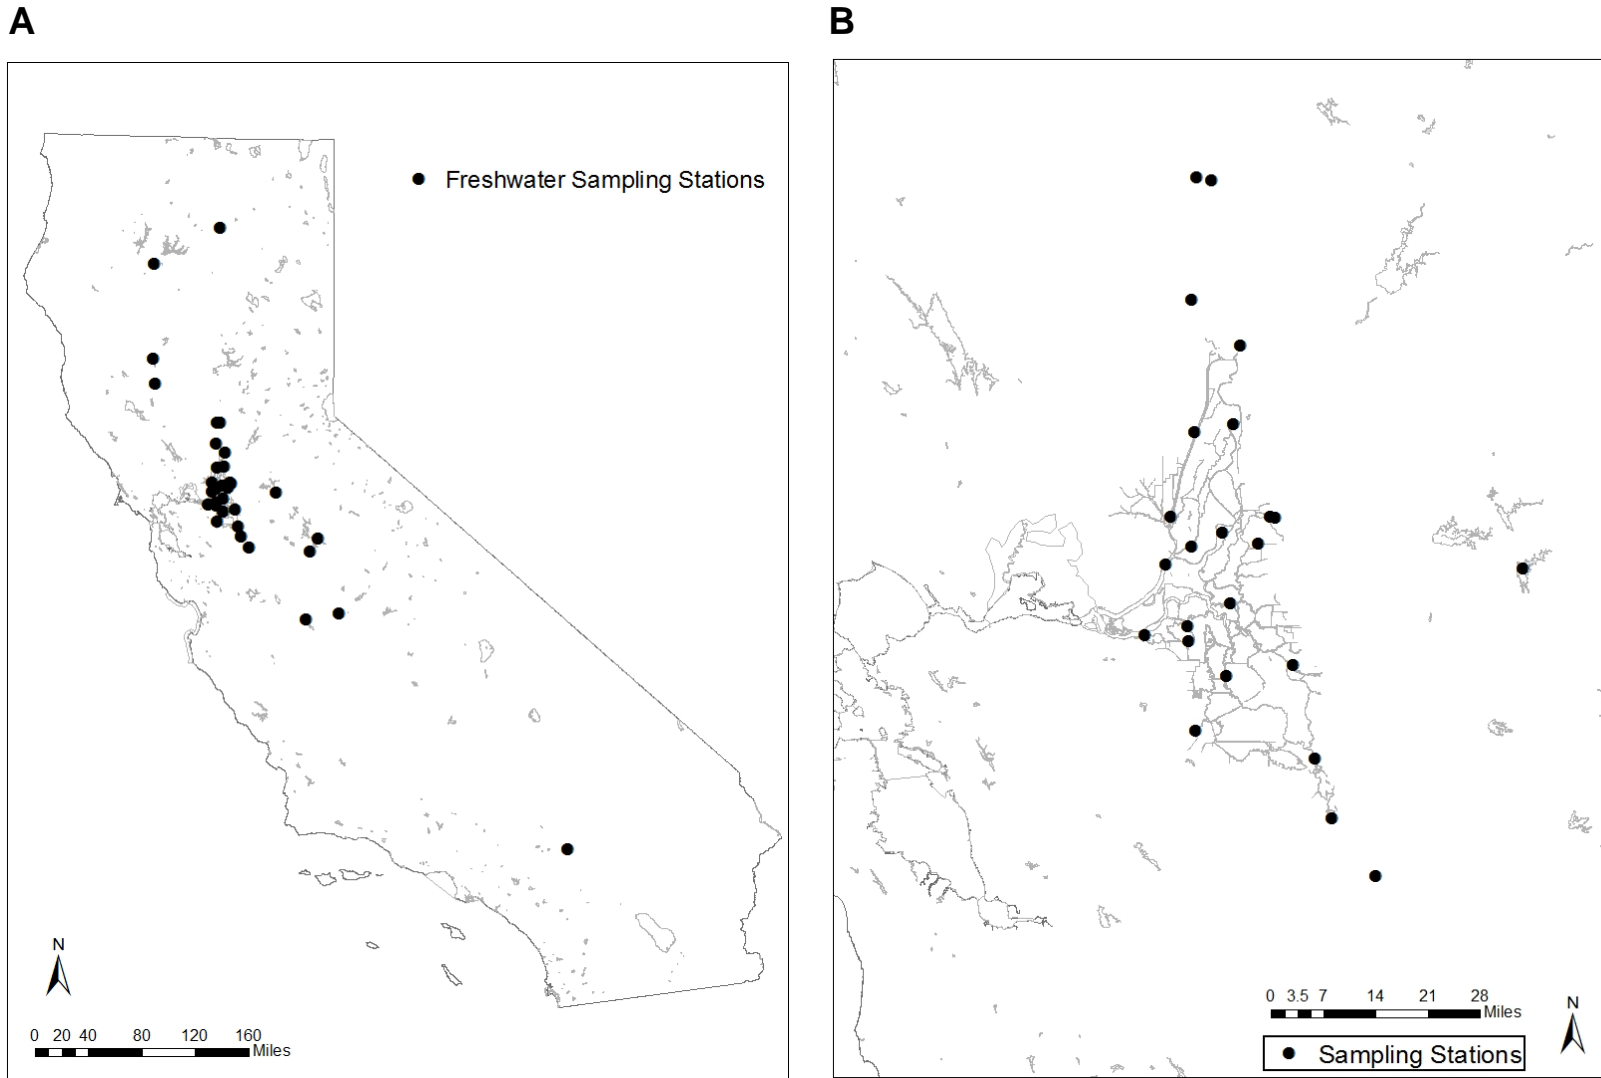 A
B
Freshwater Sampling Stations
N
0 20 40 80 120 160
Miles
0 3.5 7 14 21 28
Miles
N
Sampling Stations